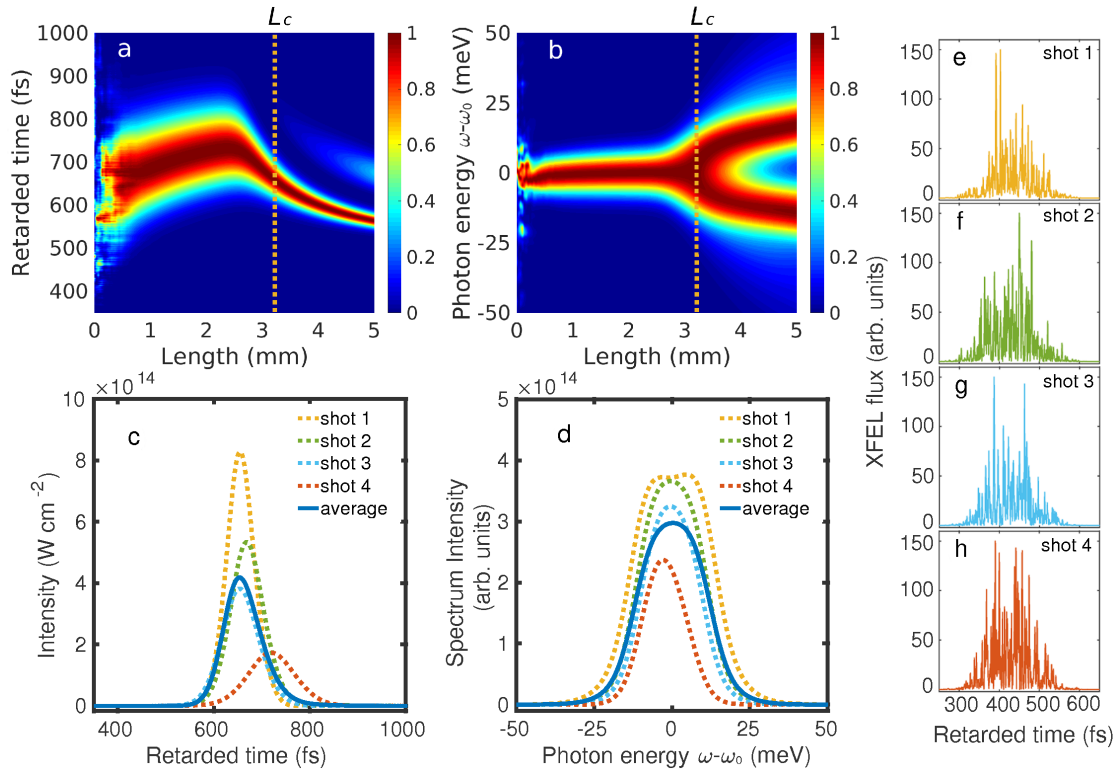 Lc
a
Retarded time (fs)
1000
900
800
700
600
500
400
0 1 2 3 4 5
Length (mm)
1
0.8
0.6
0.4
0.2
0
Lc
b
Photon energy ω-ω₀ (meV)
50
25
0
-25
-50
0 1 2 3 4 5
Length (mm)
1
0.8
0.6
0.4
0.2
0
×10¹⁴
c
Intensity (W cm⁻²)
10
8
6
4
2
0
400 600 800 1000
Retarded time (fs)
shot 1
shot 2
shot 3
shot 4
average
×10¹⁴
d
Spectrum Intensity
(arb. units)
5
4
3
2
1
0
-50 -25 0 25 50
Photon energy ω-ω₀ (meV)
shot 1
shot 2
shot 3
shot 4
average
XFEL flux (arb. units)
e
shot 1
150
100
50
0
f
shot 2
150
100
50
0
g
shot 3
150
100
50
0
h
shot 4
150
100
50
0
300 400 500 600
Retarded time (fs)